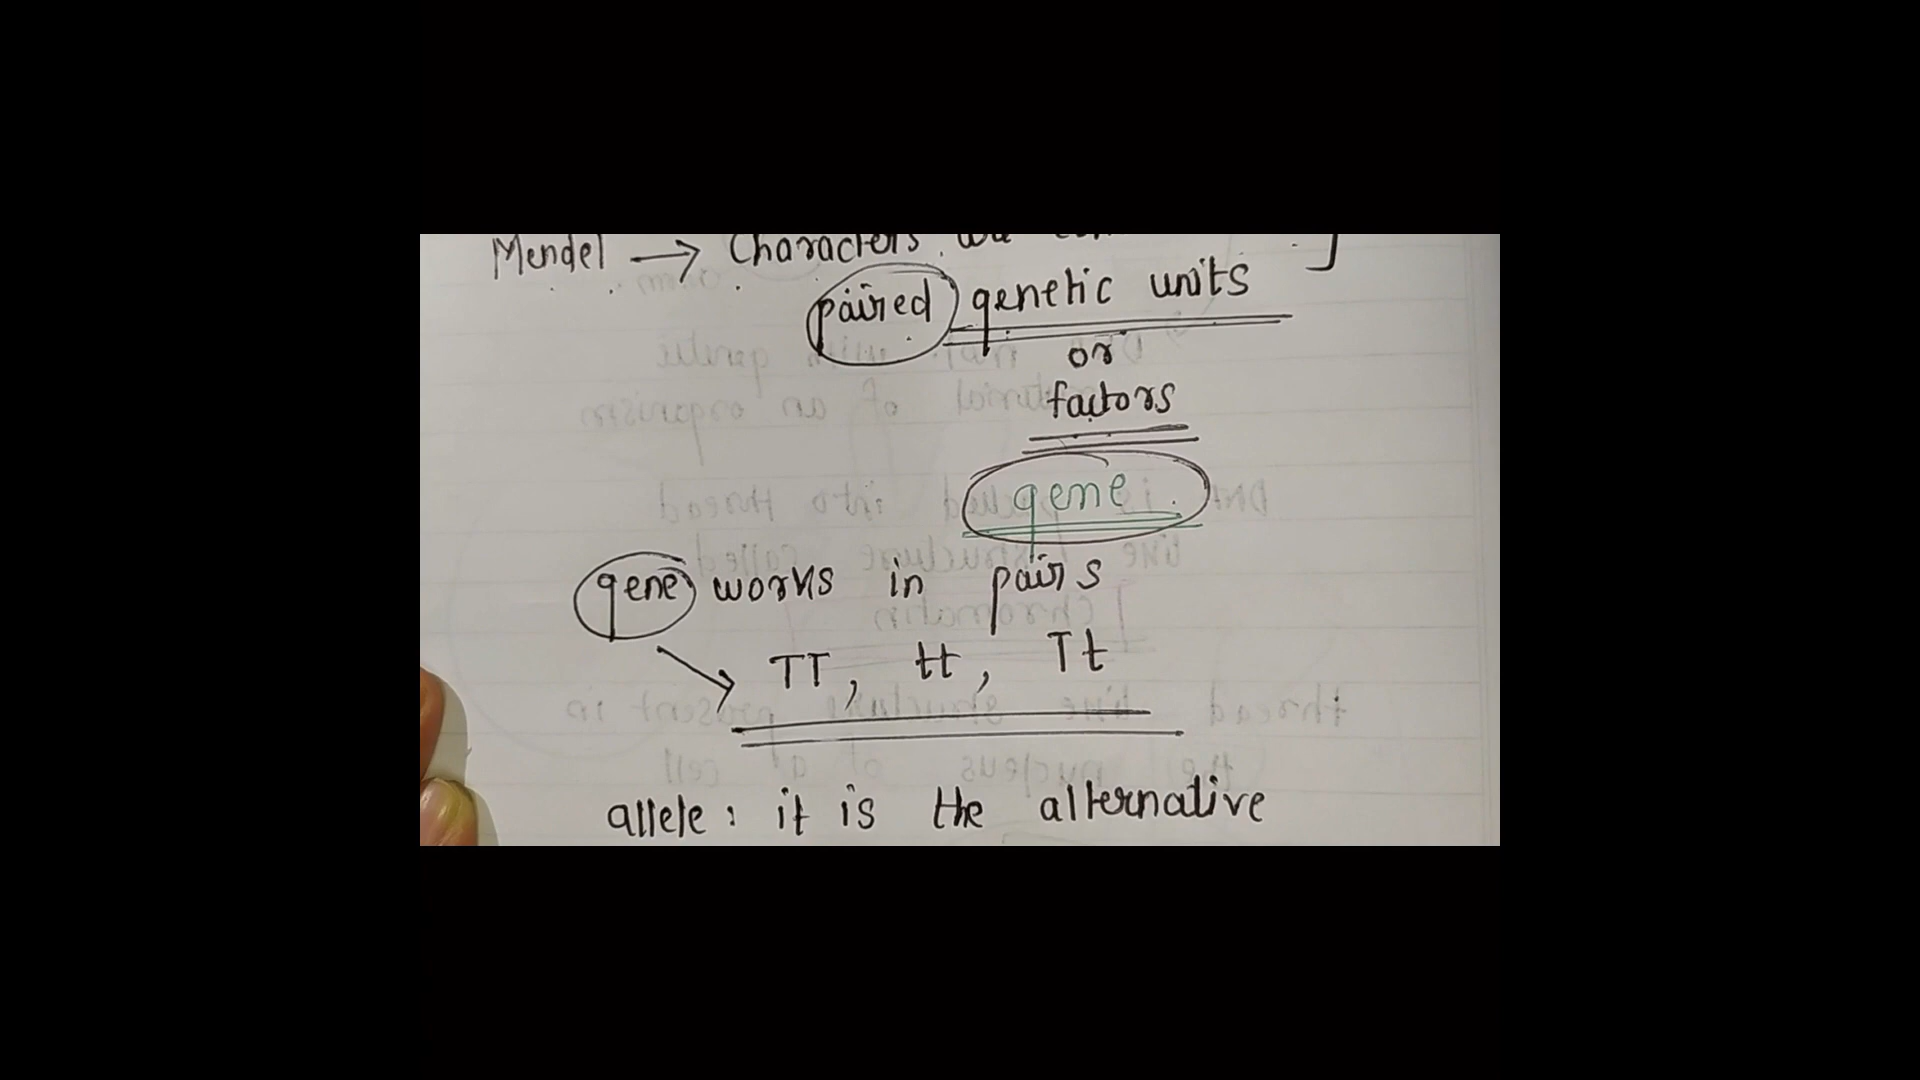 Mendel → Characters are
paired genetic units
or
factors
gene.
gene works in pairs
TT, tt, Tt
allele: it is the alternative